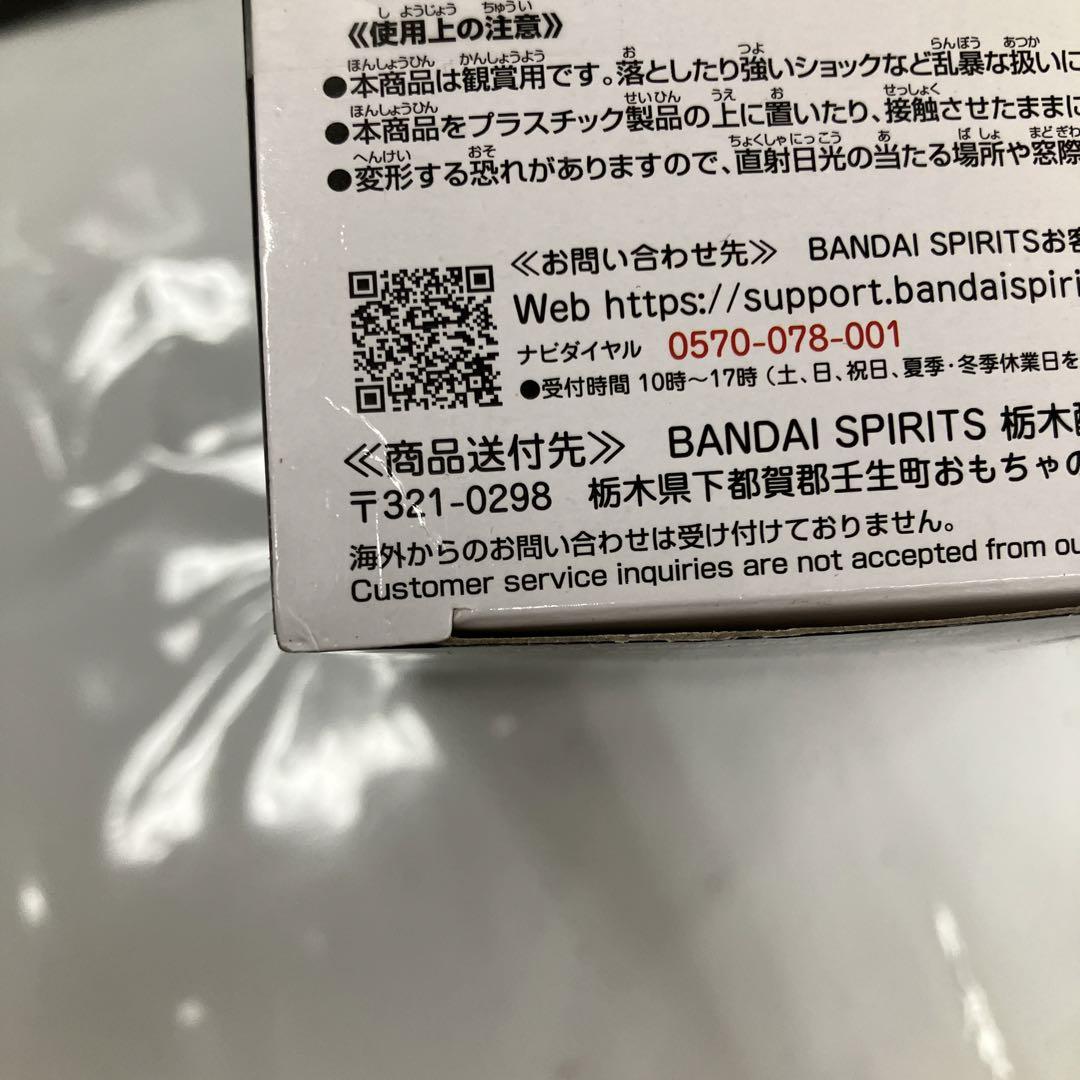 ≪使用上の注意≫
●本商品は観賞用です。落としたり強いショックなど乱暴な扱いに
●本商品をプラスチック製品の上に置いたり、接触させたままに
●変形する恐れがありますので、直射日光の当たる場所や窓際
≪お問い合わせ先≫ BANDAI SPIRITSお客
Web https://support.bandaispiri
ナビダイヤル 0570-078-001
●受付時間 10時～17時（土、日、祝日、夏季・冬季休業日を
≪商品送付先≫ BANDAI SPIRITS 栃木
〒321-0298 栃木県下都賀郡壬生町おもちゃの
海外からのお問い合わせは受け付けておりません。
Customer service inquiries are not accepted from ou